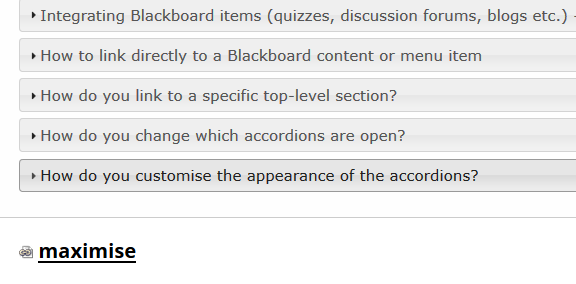 Integrating Blackboard items (quizzes, discussion forums, blogs etc.) -
How to link directly to a Blackboard content or menu item
How do you link to a specific top-level section?
How do you change which accordions are open?
How do you customise the appearance of the accordions?
maximise